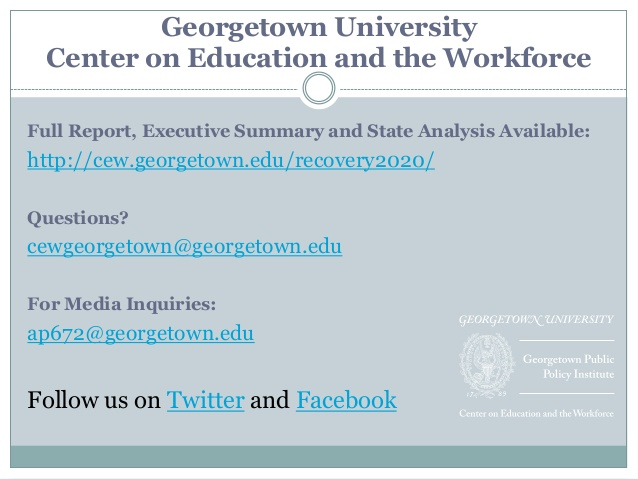 Georgetown University
Center on Education and the Workforce
Full Report, Executive Summary and State Analysis Available:
http://cew.georgetown.edu/recovery2020/
Questions?
cewgeorgetown@georgetown.edu
For Media Inquiries:
ap672@georgetown.edu
Follow us on Twitter and Facebook
GEORGETOWN UNIVERSITY
Georgetown Public
Policy Institute
Center on Education and the Workforce